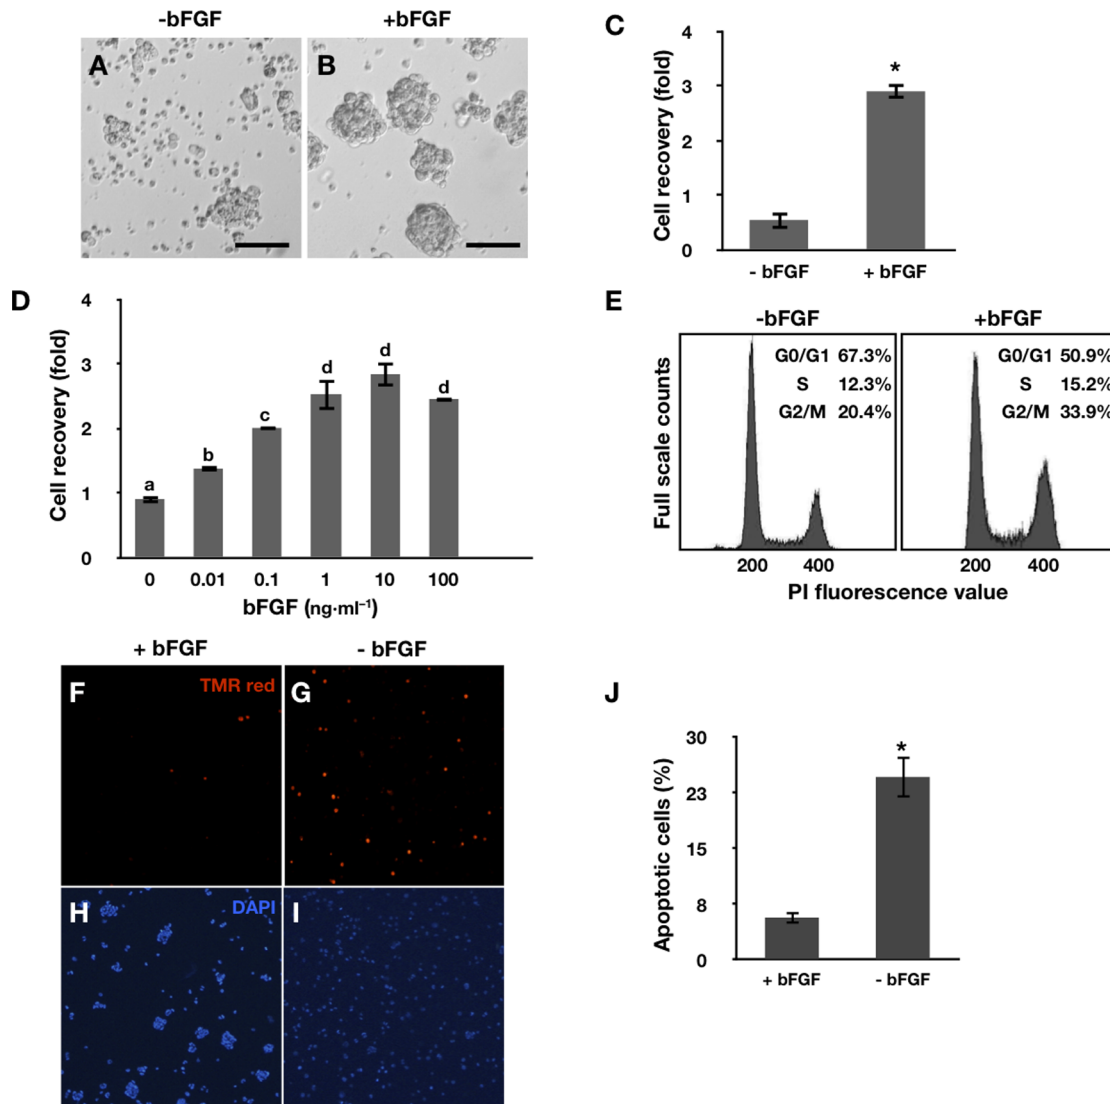 -bFGF +bFGF
A B
C
Cell recovery (fold)
4
3
2
1
0
*
- bFGF + bFGF
D
Cell recovery (fold)
4
3
2
1
0
a b c d d d
0 0.01 0.1 1 10 100
bFGF (ng·ml⁻¹)
E
-bFGF +bFGF
Full scale counts
G0/G1 67.3%
S 12.3%
G2/M 20.4%
G0/G1 50.9%
S 15.2%
G2/M 33.9%
200 400 200 400
PI fluorescence value
+ bFGF - bFGF
F TMR red G
H DAPI I
J
Apoptotic cells (%)
30
23
15
8
0
*
+ bFGF - bFGF